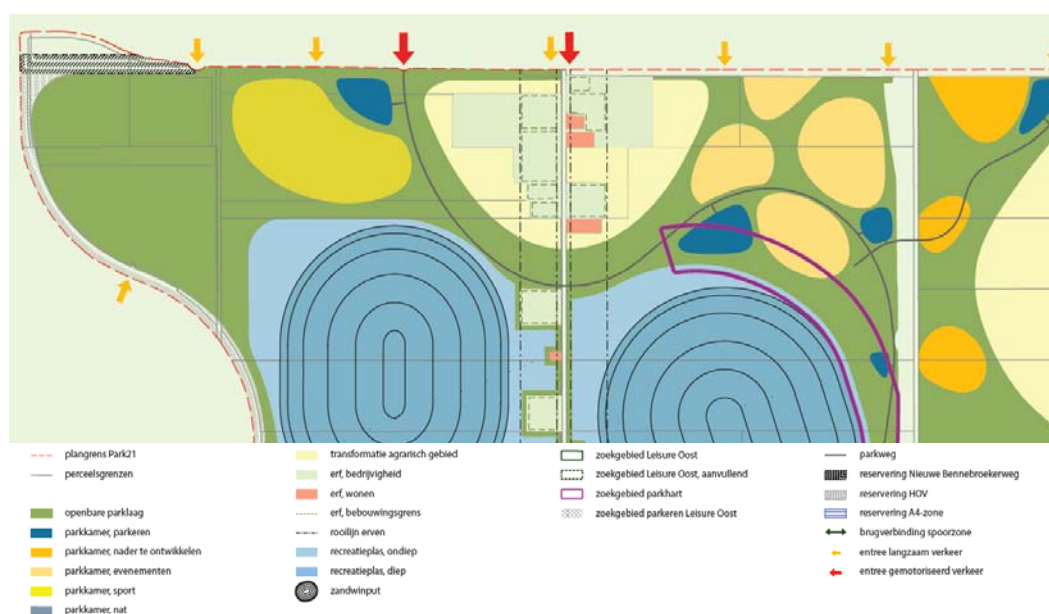 plangrens Park21
perceelsgrenzen
openbare parklaag
parkkamer, parkeren
parkkamer, nader te ontwikkelen
parkkamer, evenementen
parkkamer, sport
parkkamer, nat
transformatie agrarisch gebied
erf, bedrijvigheid
erf, wonen
erf, bebouwingsgrens
rooilijn erven
recreatieplas, ondiep
recreatieplas, diep
zandwinput
zoekgebied Leisure Oost
zoekgebied Leisure Oost, aanvullend
zoekgebied parkhart
zoekgebied parkeren Leisure Oost
parkweg
reservering Nieuwe Bennebroekerweg
reservering HOV
reservering A4-zone
brugverbinding spoorzone
entree langzaam verkeer
entree gemotoriseerd verkeer